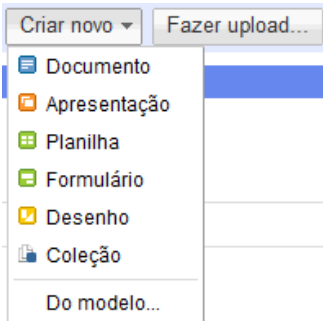 Criar novo Fazer upload...
Documento
Apresentação
Planilha
Formulário
Desenho
Coleção
Do modelo...